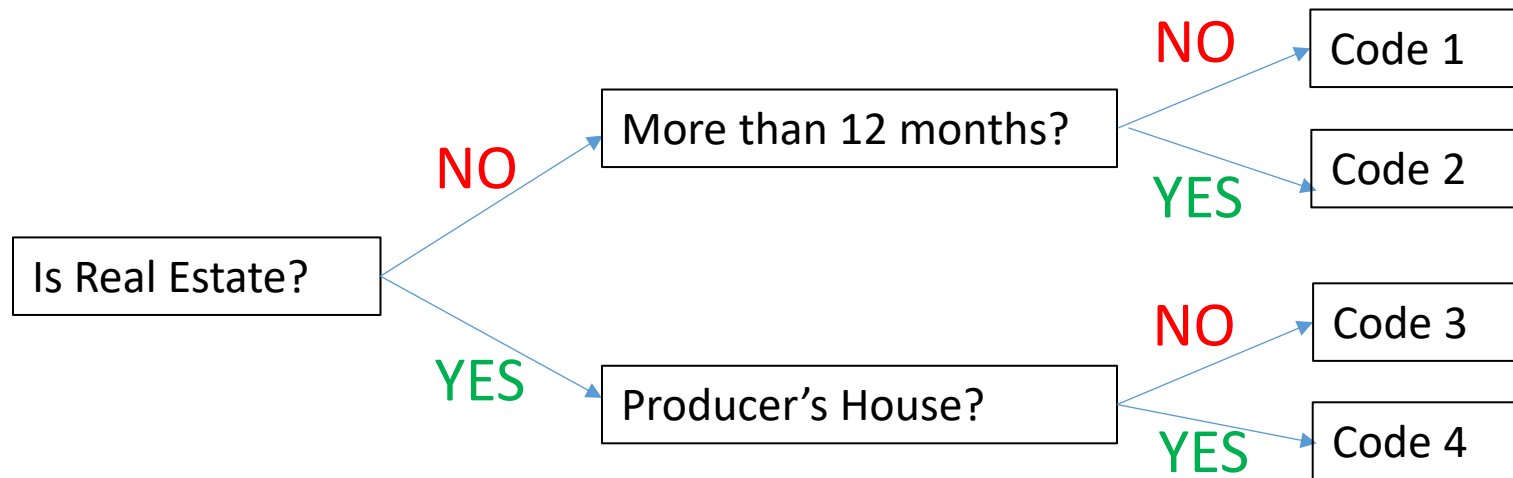 Is Real Estate?
NO
YES
More than 12 months?
Producer’s House?
NO
YES
NO
YES
Code 1
Code 2
Code 3
Code 4